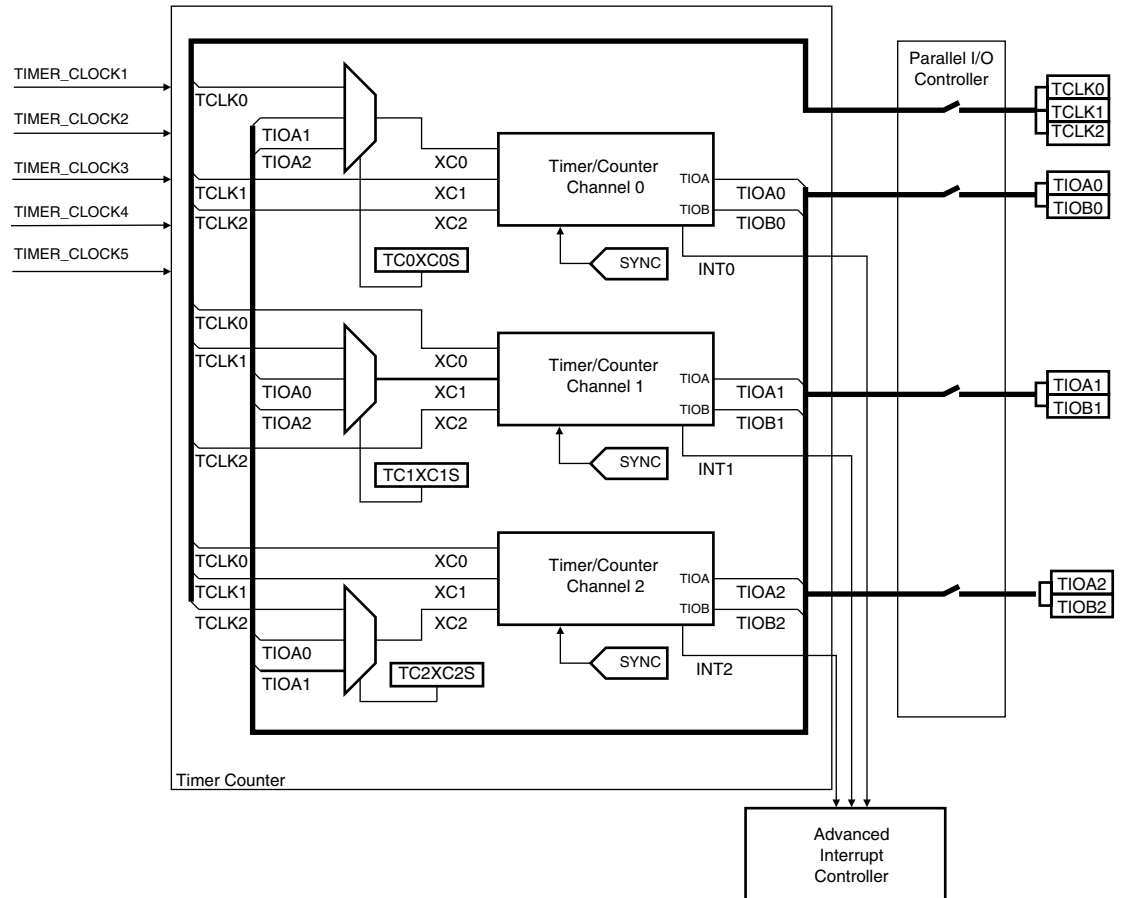 Parallel I/O
Controller
TIMER_CLOCK1
TCLK0
TCLK0
TIMER_CLOCK2
TIOA1
TCLK1
TCLK2
TIOA2
XC0
Timer/Counter
Channel 0
TIOA
TIMER_CLOCK3
TCLK1
XC1
TIOA0
TIOA0
TIMER_CLOCK4
TCLK2
XC2
TIOB
TIOB0
TIOB0
TIMER_CLOCK5
TC0XC0S
SYNC
INT0
TCLK0
TCLK1
XC0
Timer/Counter
Channel 1
TIOA
TIOA0
XC1
TIOA1
TIOA1
TIOA2
XC2
TIOB
TIOB1
TIOB1
TCLK2
TC1XC1S
SYNC
INT1
TCLK0
XC0
Timer/Counter
Channel 2
TIOA
TCLK1
XC1
TIOA2
TIOA2
TCLK2
XC2
TIOB
TIOB2
TIOB2
TIOA0
TIOA1
TC2XC2S
SYNC
INT2
Timer Counter
Advanced
Interrupt
Controller